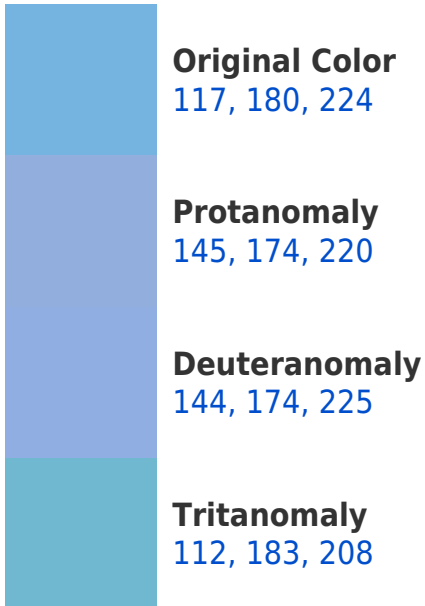 Original Color
117, 180, 224
Protanomaly
145, 174, 220
Deuteranomaly
144, 174, 225
Tritanomaly
112, 183, 208